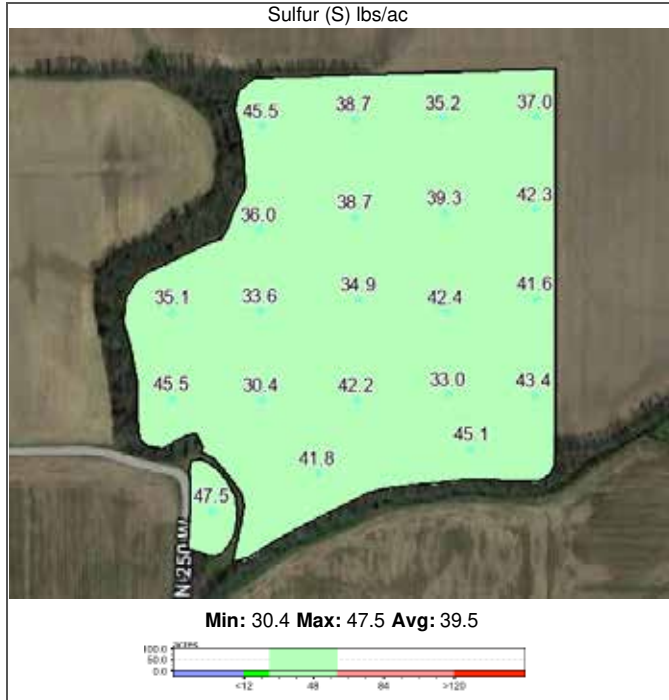 Sulfur (S) lbs/ac
45.5 38.7 35.2 37.0
36.0 38.7 39.3 42.3
35.1 33.6 34.9 42.4 41.6
45.5 30.4 42.2 33.0 43.4
41.8 45.1
47.5
N 250 W
Min: 30.4 Max: 47.5 Avg: 39.5
100.0
50.0
0.0
<12 48 84 >120